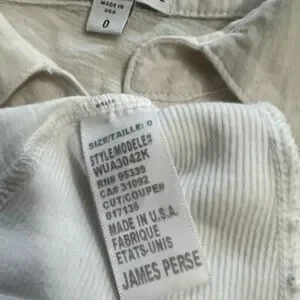 MADE IN
USA
0
SIZE/TAILLE: 0
STYLE/MODELE#
WUA3042K
RN# 95339
CA# 31092
CUT/COUPE#
017135
MADE IN U.S.A.
FABRIQUE
ETATS-UNIS
JAMES PERSE